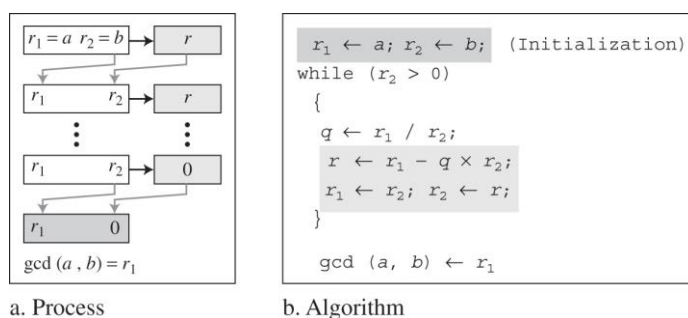 r₁ = a r₂ = b r
r₁ r₂ r
r₁ r₂ 0
r₁ 0
gcd (a , b) = r₁
a. Process
r₁ ← a; r₂ ← b; (Initialization)
while (r₂ > 0)
{
q ← r₁ / r₂;
r ← r₁ − q × r₂;
r₁ ← r₂; r₂ ← r;
}
gcd (a, b) ← r₁
b. Algorithm